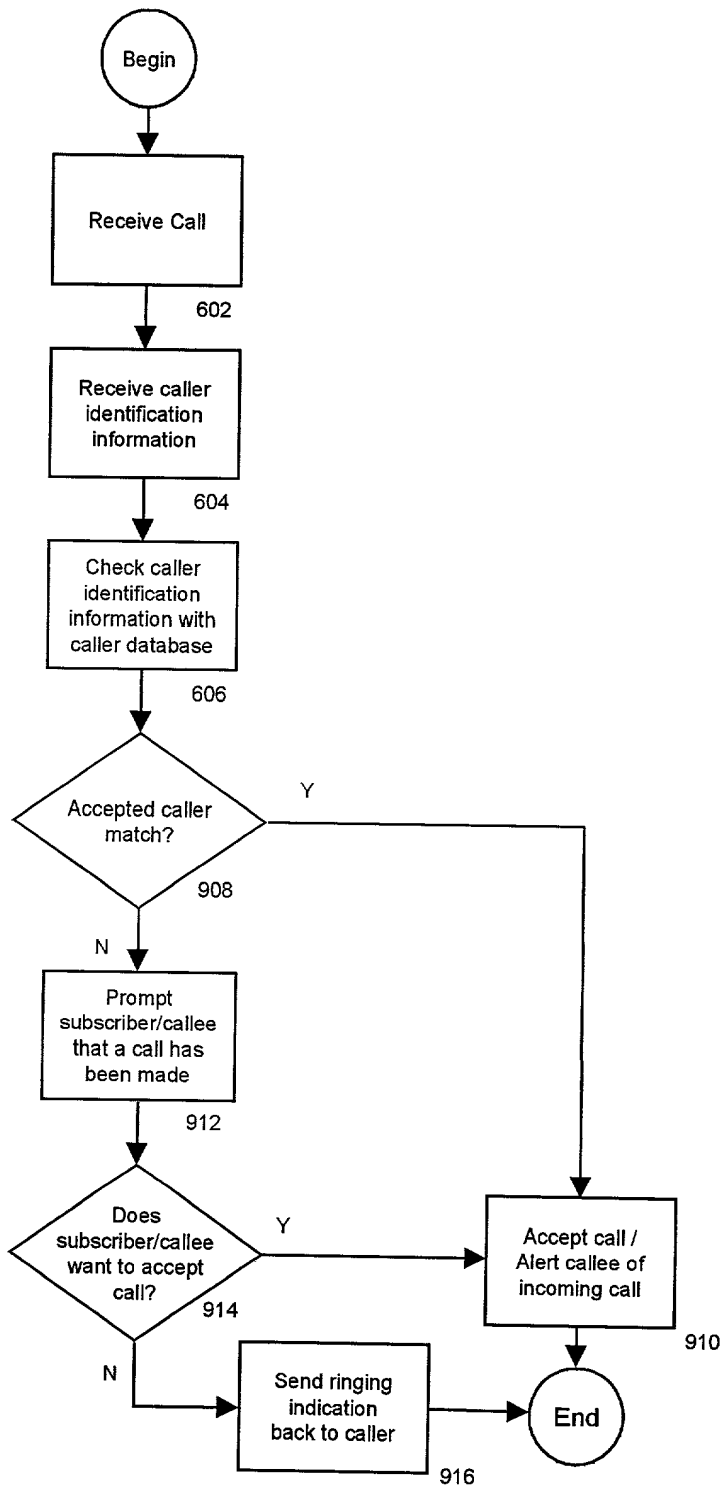 Begin
Receive Call
602
Receive caller
identification
information
604
Check caller
identification
information with
caller database
606
Accepted caller
match?
Y
908
N
Prompt
subscriber/callee
that a call has
been made
912
Does
subscriber/callee
want to accept
call?
Y
914
Accept call /
Alert callee of
incoming call
910
N
Send ringing
indication
back to caller
916
End